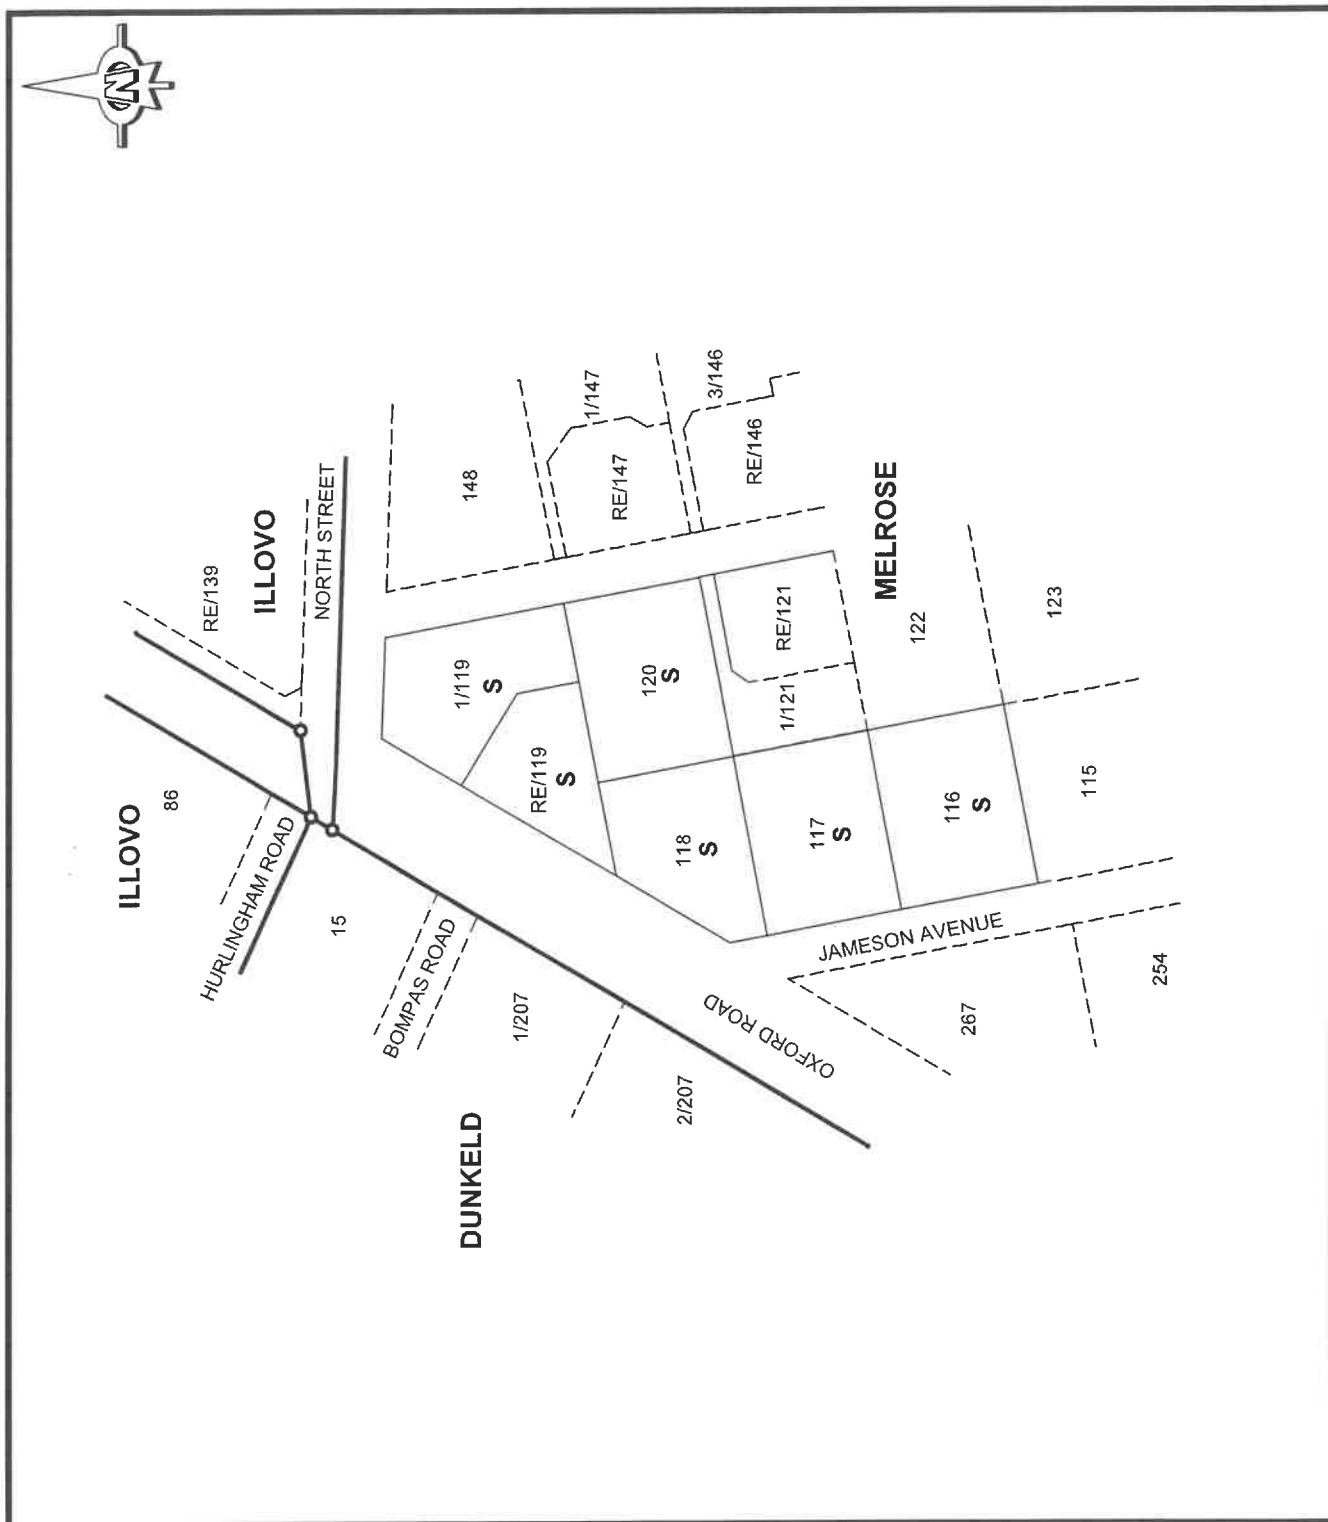 N
RE/139
ILLOVO
NORTH STREET
ILLOVO
86
HURLINGHAM ROAD
15
BOMPAS ROAD
1/207
DUNKELD
2/207
OXFORD ROAD
148
1/147
RE/147
3/146
RE/146
MELROSE
1/119
S
RE/119
S
120
S
RE/121
1/121
122
123
118
S
117
S
116
S
115
JAMESON AVENUE
267
254